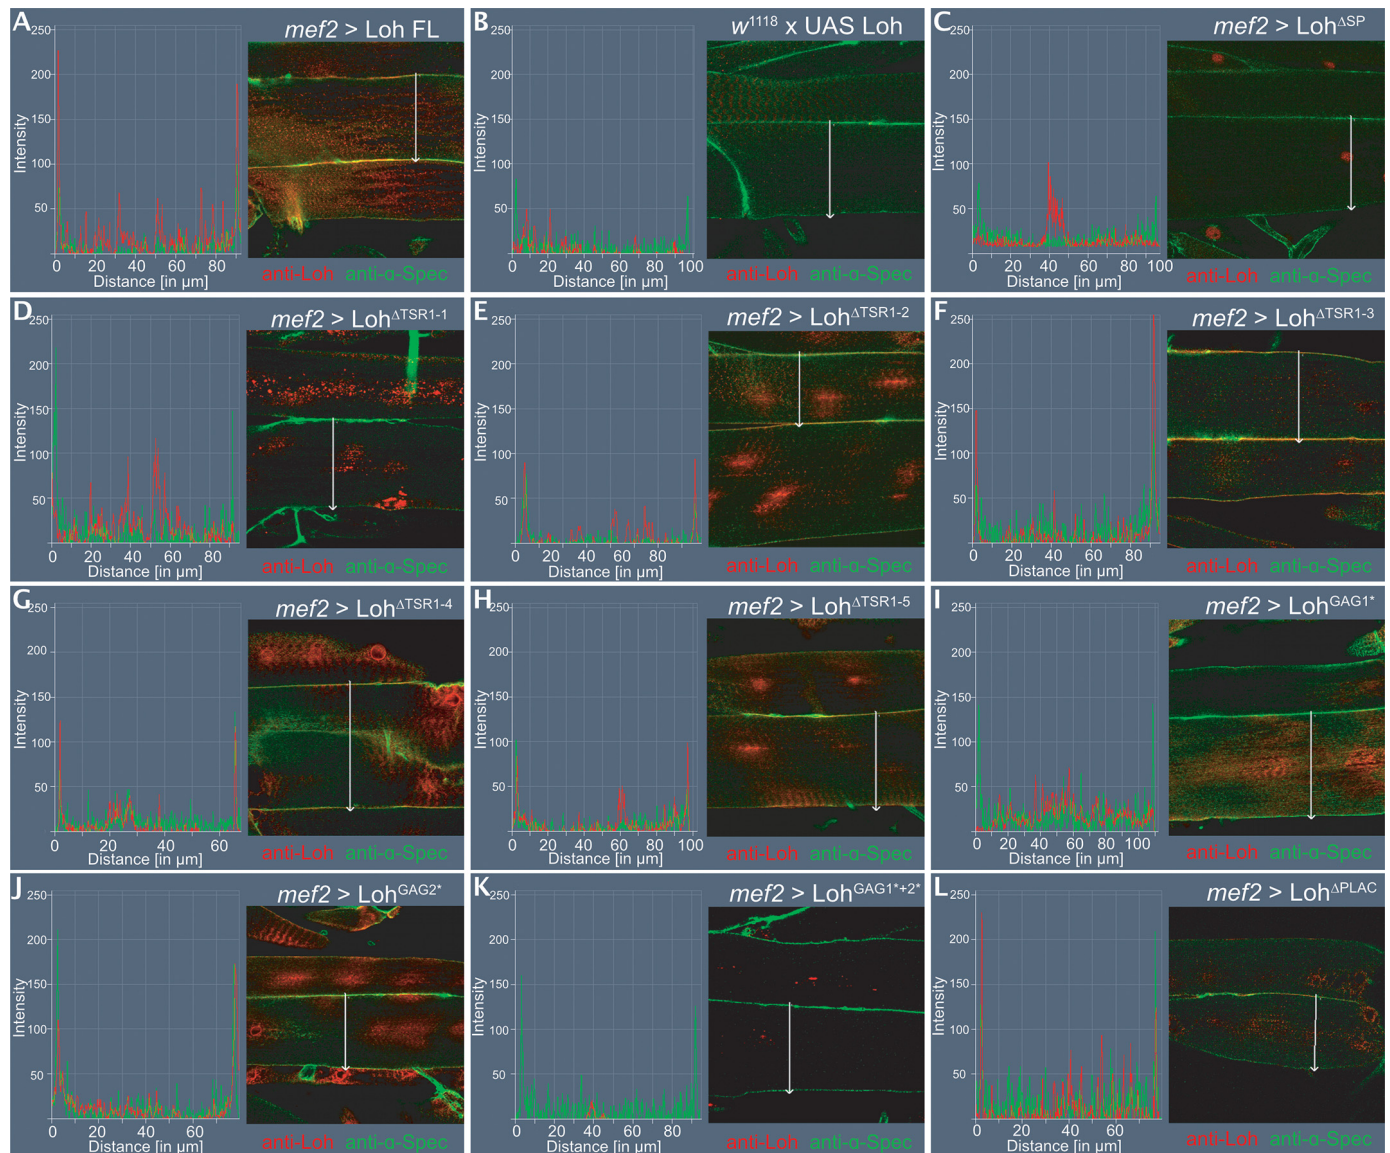 A
mef2 > Loh FL
250
200
150
100
50
Intensity
0 20 40 60 80
Distance [in µm]
anti-Loh anti-α-Spec
B
w1118 x UAS Loh
250
200
150
100
50
Intensity
0 20 40 60 80 100
Distance [in µm]
anti-Loh anti-α-Spec
C
mef2 > LohΔSP
250
200
150
100
50
Intensity
0 20 40 60 80 100
Distance [in µm]
anti-Loh anti-α-Spec
D
mef2 > LohΔTSR1-1
250
200
150
100
50
Intensity
0 20 40 60 80
Distance [in µm]
anti-Loh anti-α-Spec
E
mef2 > LohΔTSR1-2
250
200
150
100
50
Intensity
0 20 40 60 80 100
Distance [in µm]
anti-Loh anti-α-Spec
F
mef2 > LohΔTSR1-3
250
200
150
100
50
Intensity
0 20 40 60 80
Distance [in µm]
anti-Loh anti-α-Spec
G
mef2 > LohΔTSR1-4
250
200
150
100
50
Intensity
0 20 40 60
Distance [in µm]
anti-Loh anti-α-Spec
H
mef2 > LohΔTSR1-5
250
200
150
100
50
Intensity
0 20 40 60 80 100
Distance [in µm]
anti-Loh anti-α-Spec
I
mef2 > LohGAG1*
250
200
150
100
50
Intensity
0 20 40 60 80 100
Distance [in µm]
anti-Loh anti-α-Spec
J
mef2 > LohGAG2*
250
200
150
100
50
Intensity
0 20 40 60
Distance [in µm]
anti-Loh anti-α-Spec
K
mef2 > LohGAG1*+2*
250
200
150
100
50
Intensity
0 20 40 60 80
Distance [in µm]
anti-Loh anti-α-Spec
L
mef2 > LohΔPLAC
250
200
150
100
50
Intensity
0 20 40 60
Distance [in µm]
anti-Loh anti-α-Spec